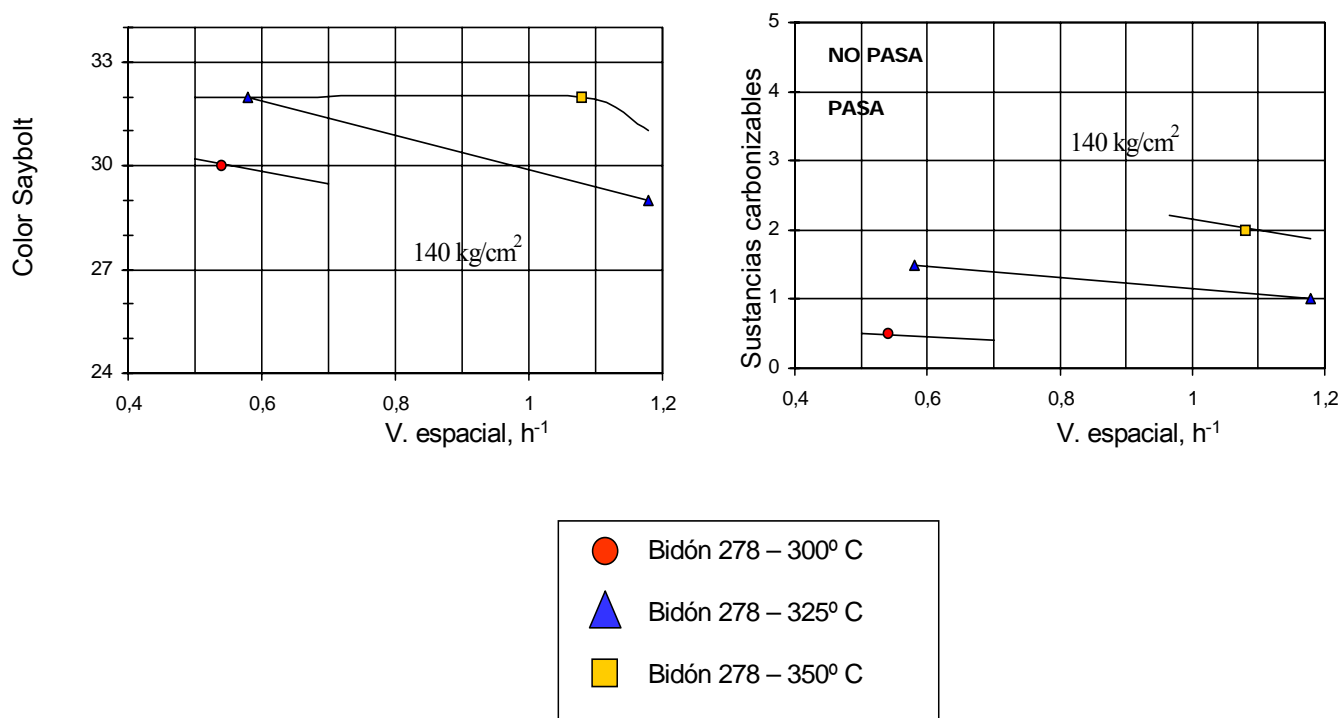 Color Saybolt
33
30
27
24
140 kg/cm2
0,4 0,6 0,8 1 1,2
V. espacial, h-1
Sustancias carbonizables
5
4
3
2
1
0
NO PASA
PASA
140 kg/cm2
0,4 0,6 0,8 1 1,2
V. espacial, h-1
Bidón 278 – 300º C
Bidón 278 – 325º C
Bidón 278 – 350º C